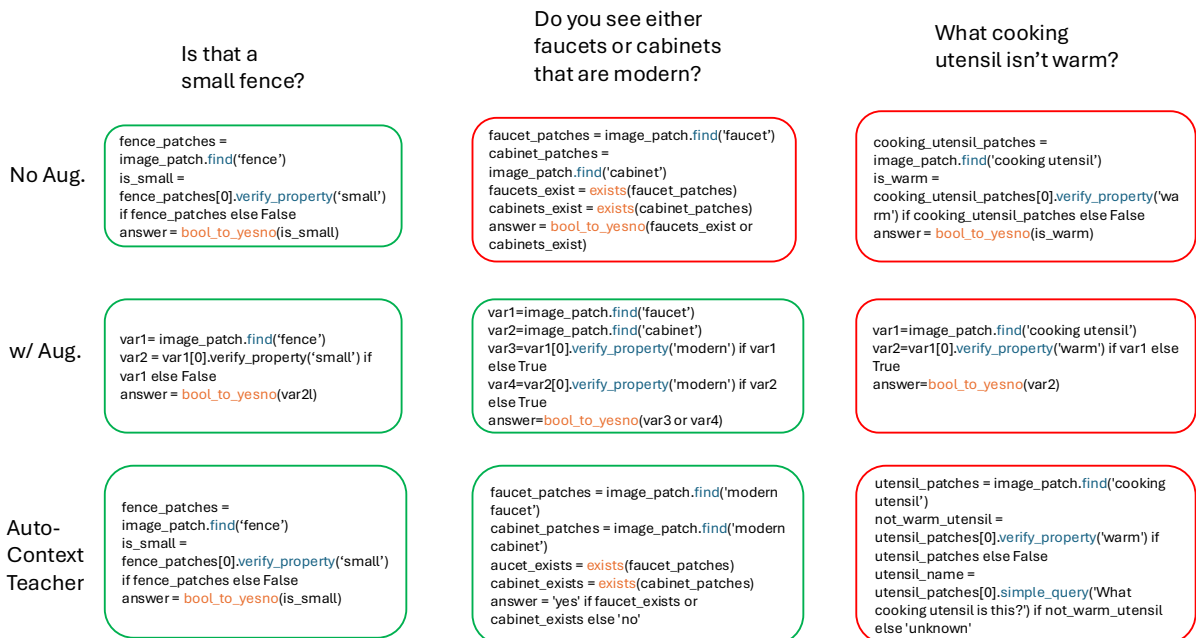 Is that a
small fence?
Do you see either
faucets or cabinets
that are modern?
What cooking
utensil isn't warm?
No Aug.
fence_patches =
image_patch.find(‘fence’)
is_small =
fence_patches[0].verify_property(‘small’)
if fence_patches else False
answer = bool_to_yesno(is_small)
faucet_patches = image_patch.find('faucet')
cabinet_patches =
image_patch.find('cabinet')
faucets_exist = exists(faucet_patches)
cabinets_exist = exists(cabinet_patches)
answer = bool_to_yesno(faucets_exist or
cabinets_exist)
cooking_utensil_patches =
image_patch.find('cooking utensil')
is_warm =
cooking_utensil_patches[0].verify_property('wa
rm') if cooking_utensil_patches else False
answer = bool_to_yesno(is_warm)
w/ Aug.
var1= image_patch.find(‘fence’)
var2 = var1[0].verify_property(‘small’) if
var1 else False
answer = bool_to_yesno(var2l)
var1=image_patch.find('faucet')
var2=image_patch.find('cabinet')
var3=var1[0].verify_property('modern') if var1
else True
var4=var2[0].verify_property('modern') if var2
else True
answer=bool_to_yesno(var3 or var4)
var1=image_patch.find('cooking utensil')
var2=var1[0].verify_property('warm') if var1 else
True
answer=bool_to_yesno(var2)
Auto-
Context
Teacher
fence_patches =
image_patch.find(‘fence’)
is_small =
fence_patches[0].verify_property(‘small’)
if fence_patches else False
answer = bool_to_yesno(is_small)
faucet_patches = image_patch.find('modern
faucet')
cabinet_patches = image_patch.find('modern
cabinet')
aucet_exists = exists(faucet_patches)
cabinet_exists = exists(cabinet_patches)
answer = 'yes' if faucet_exists or
cabinet_exists else 'no'
utensil_patches = image_patch.find('cooking
utensil')
not_warm_utensil =
utensil_patches[0].verify_property('warm') if
utensil_patches else False
utensil_name =
utensil_patches[0].simple_query('What
cooking utensil is this?') if not_warm_utensil
else 'unknown'